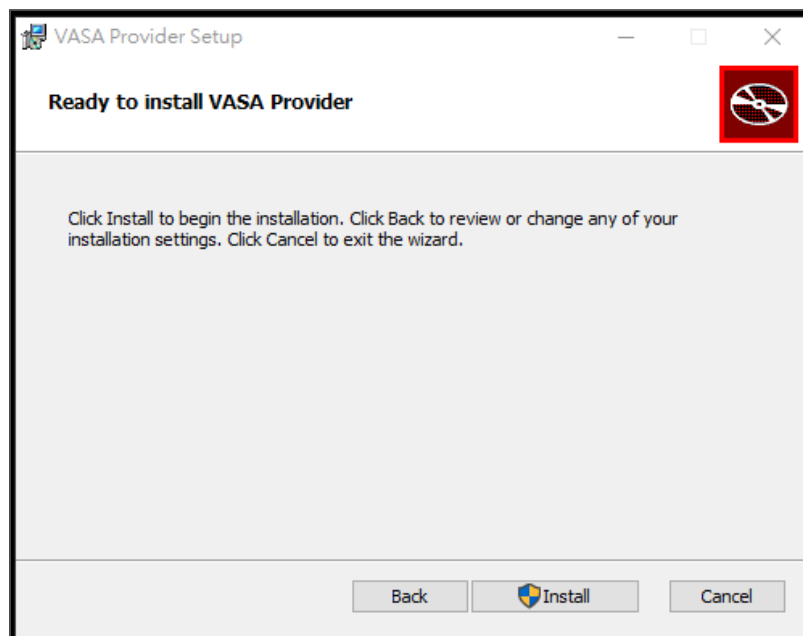 VASA Provider Setup
Ready to install VASA Provider
Click Install to begin the installation. Click Back to review or change any of your
installation settings. Click Cancel to exit the wizard.
Back Install Cancel